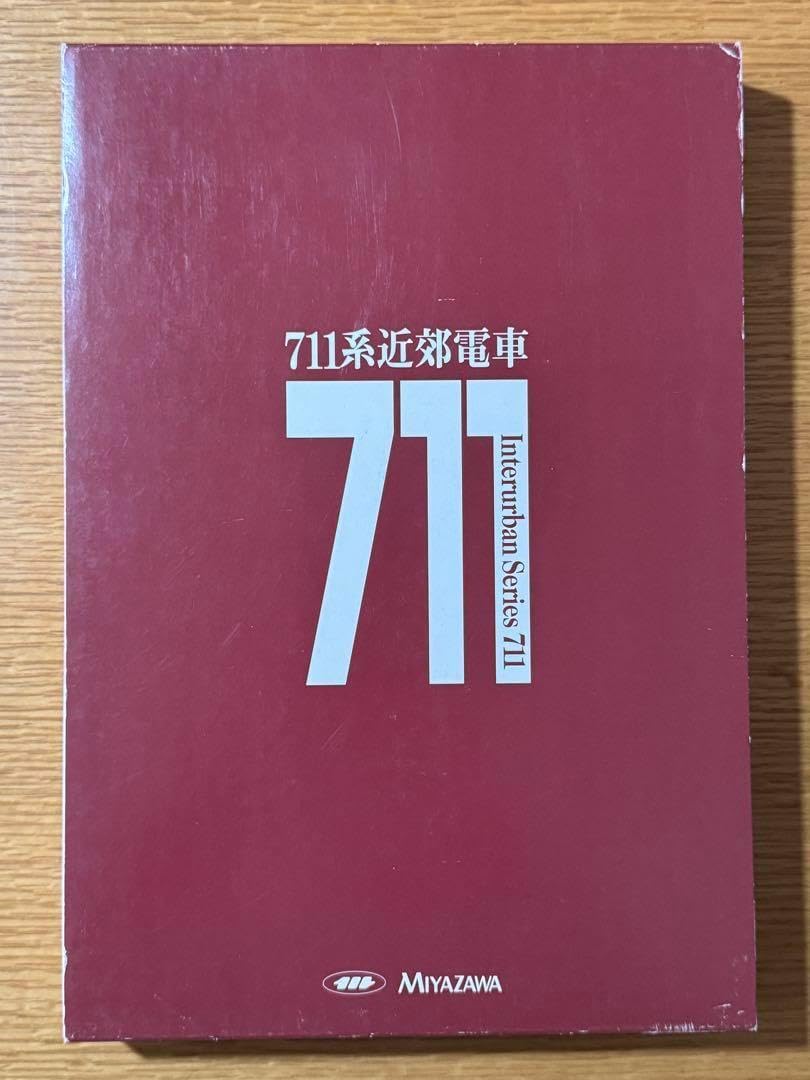 711系近郊電車
711
Interurban Series 711
MIYAZAWA